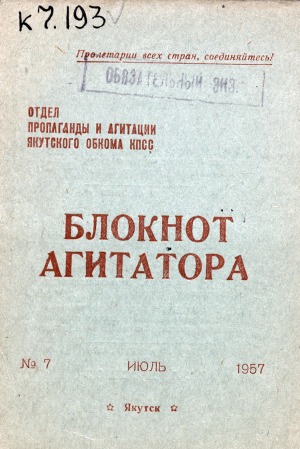 К 7.193
Пролетарии всех стран, соединяйтесь!
ОБЯЗАТЕЛЬНЫЙ ЭКЗ.
ОТДЕЛ
ПРОПАГАНДЫ И АГИТАЦИИ
ЯКУТСКОГО ОБКОМА КПСС
БЛОКНОТ
АГИТАТОРА
№ 7 ИЮЛЬ 1957
☆ Якутск ☆